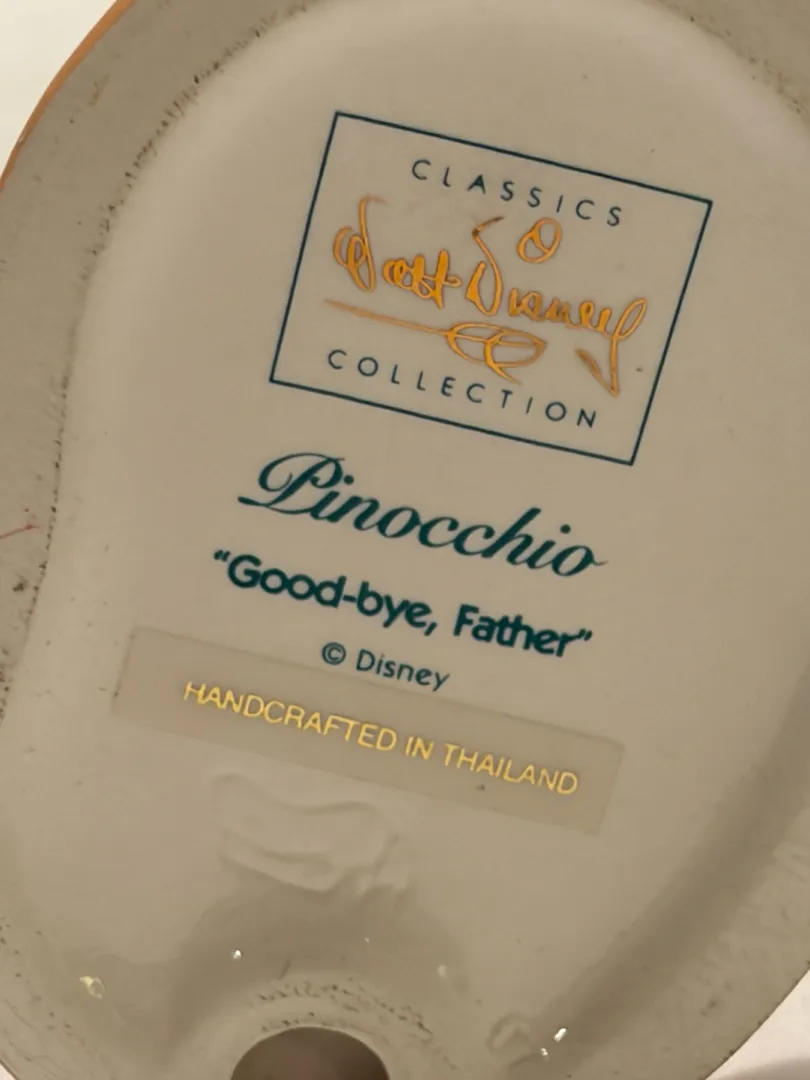 CLASSICS
Walt Disney
COLLECTION
Pinocchio
“Good-bye, Father”
© Disney
HANDCRAFTED IN THAILAND